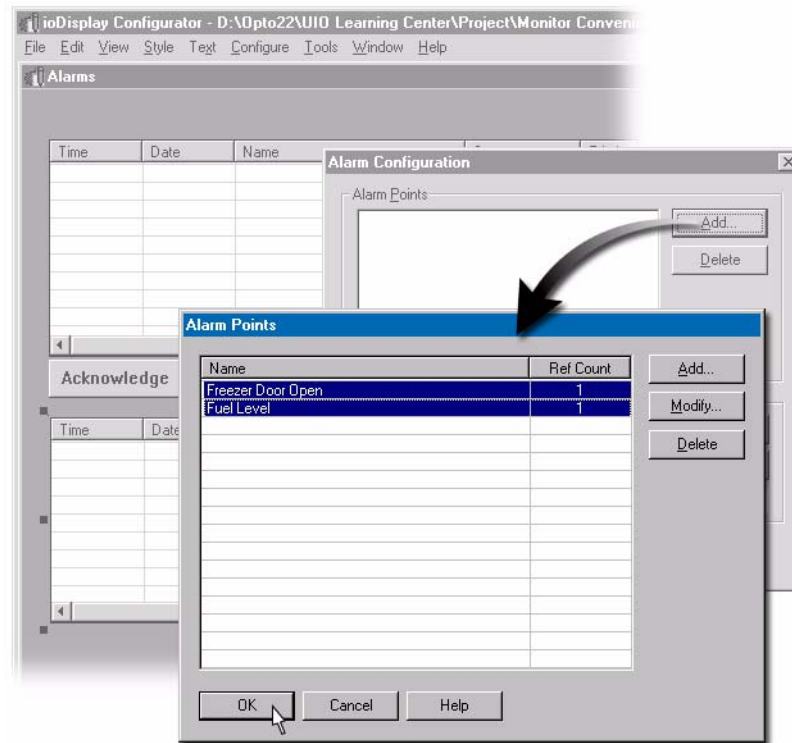 ioDisplay Configurator - D:\Opto22\UIO Learning Center\Project\Monitor Conven
File Edit View Style Text Configure Tools Window Help
Alarms
Time Date Name
Alarm Configuration
Alarm Points
Add...
Delete
Alarm Points
Name Ref Count
Freezer Door Open 1
Fuel Level 1
Add...
Modify...
Delete
Acknowledge
Time Date
OK Cancel Help